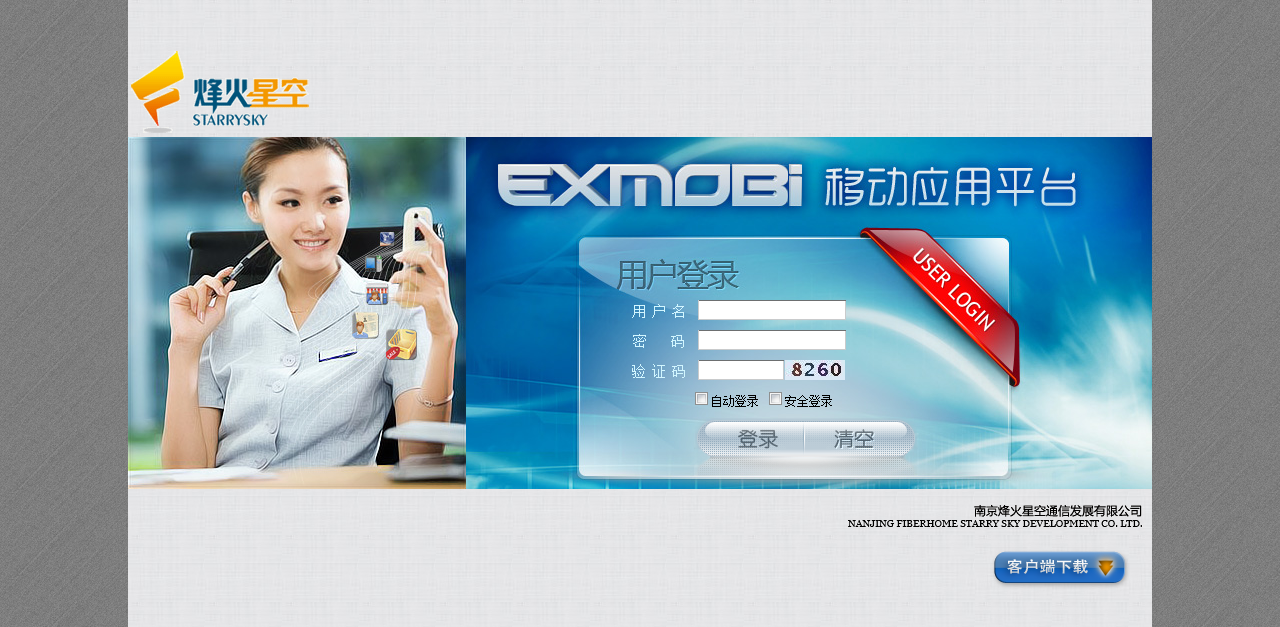 烽火星空
STARRYSKY
EXMOBi 移动应用平台
USER LOGIN
用户登录
用户名
密 码
验证码 8260
自动登录 安全登录
登录 清空
南京烽火星空通信发展有限公司
NANJING FIBERHOME STARRY SKY DEVELOPMENT CO. LTD.
客户端下载